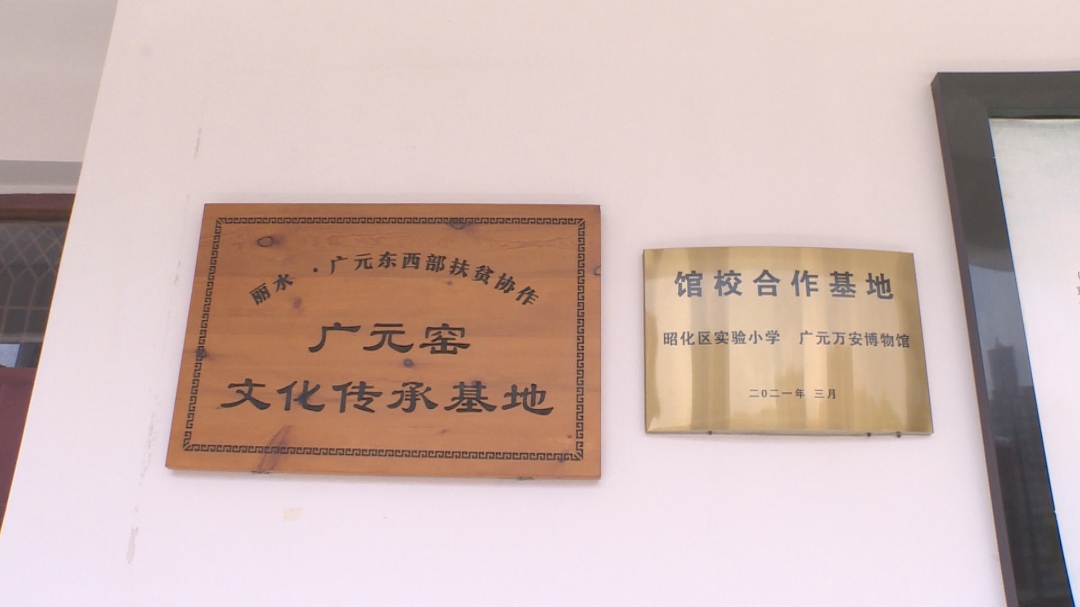 丽水·广元东西部扶贫协作
广元窑
文化传承基地
馆校合作基地
昭化区实验小学 广元万安博物馆
二〇二一年 三月